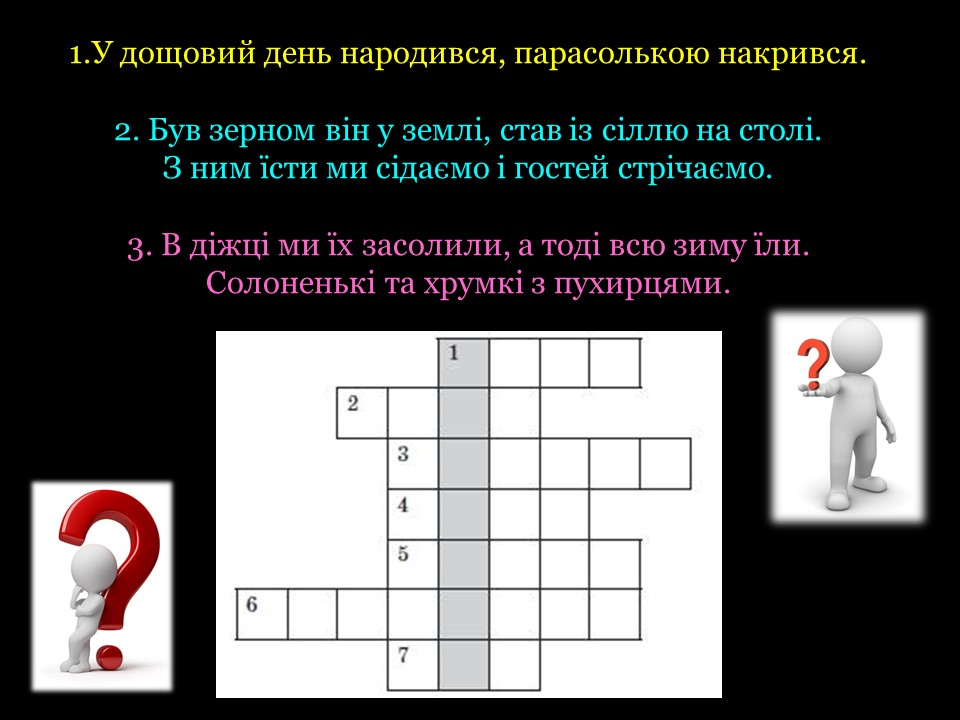 1.У дощовий день народився, парасолькою накрився.
2. Був зерном він у землі, став із сіллю на столі.
З ним їсти ми сідаємо і гостей стрічаємо.
3. В діжці ми їх засолили, а тоді всю зиму їли.
Солоненькі та хрумкі з пухирцями.
1
?
2
3
4
5
6
7
?